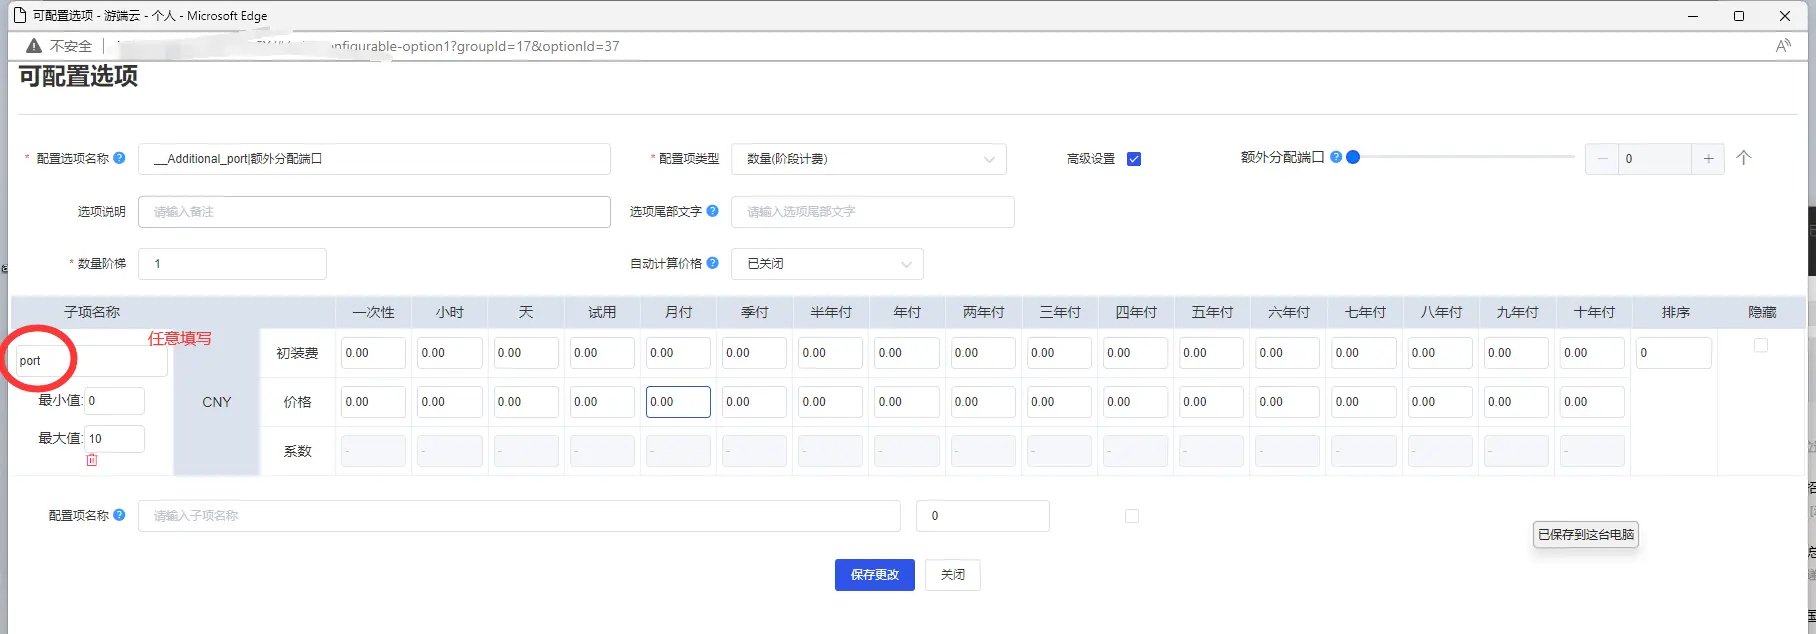 可配置选项 - 游端云 - 个人 - Microsoft Edge
不安全 onfigurable-option1?groupId=17&optionId=37
可配置选项
* 配置选项名称 __Additional_port|额外分配端口 * 配置项类型 数量(阶段计费) 高级设置 额外分配端口 0
选项说明 请输入备注 选项尾部文字 请输入选项尾部文字
* 数量阶梯 1 自动计算价格 已关闭
子项名称 一次性 小时 天 试用 月付 季付 半年付 年付 两年付 三年付 四年付 五年付 六年付 七年付 八年付 九年付 十年付 排序 隐藏
任意填写
port 初装费 0.00 0.00 0.00 0.00 0.00 0.00 0.00 0.00 0.00 0.00 0.00 0.00 0.00 0.00 0.00 0.00 0.00 0
最小值: 0 CNY 价格 0.00 0.00 0.00 0.00 0.00 0.00 0.00 0.00 0.00 0.00 0.00 0.00 0.00 0.00 0.00 0.00 0.00
最大值: 10 系数 - - - - - - - - - - - - - - - - -
配置项名称 请输入子项名称 0
已保存到这台电脑
保存更改 关闭